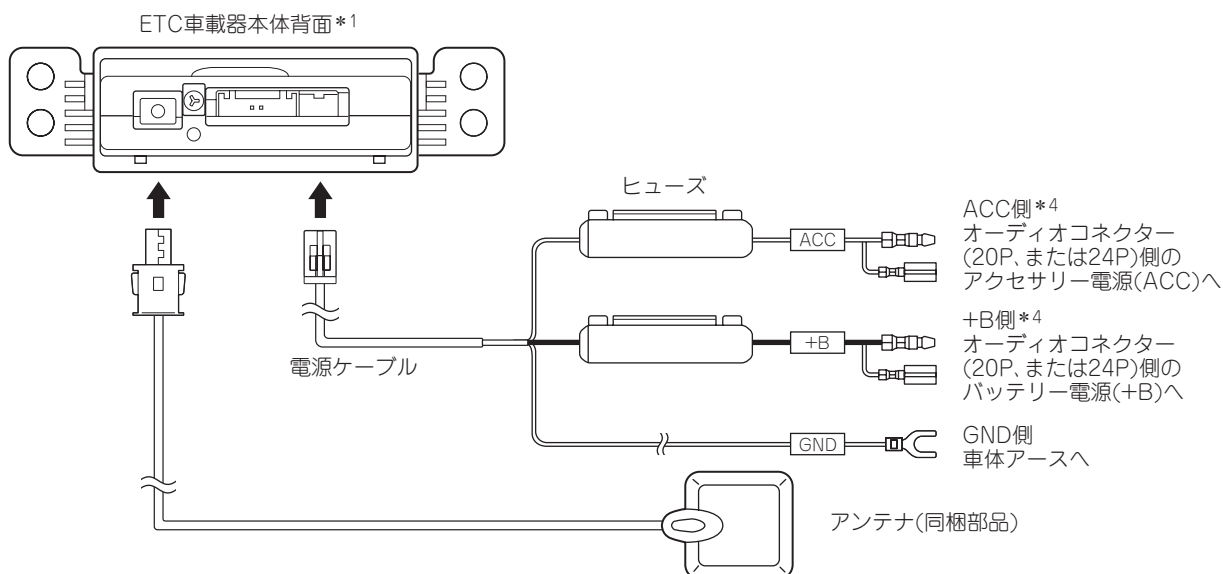 ETC車載器本体背面*1
ヒューズ
ACC
ACC側*4
オーディオコネクター
(20P、または24P)側の
アクセサリー電源(ACC)へ
+B
+B側*4
オーディオコネクター
(20P、または24P)側の
バッテリー電源(+B)へ
電源ケーブル
GND
GND側
車体アースへ
アンテナ(同梱部品)